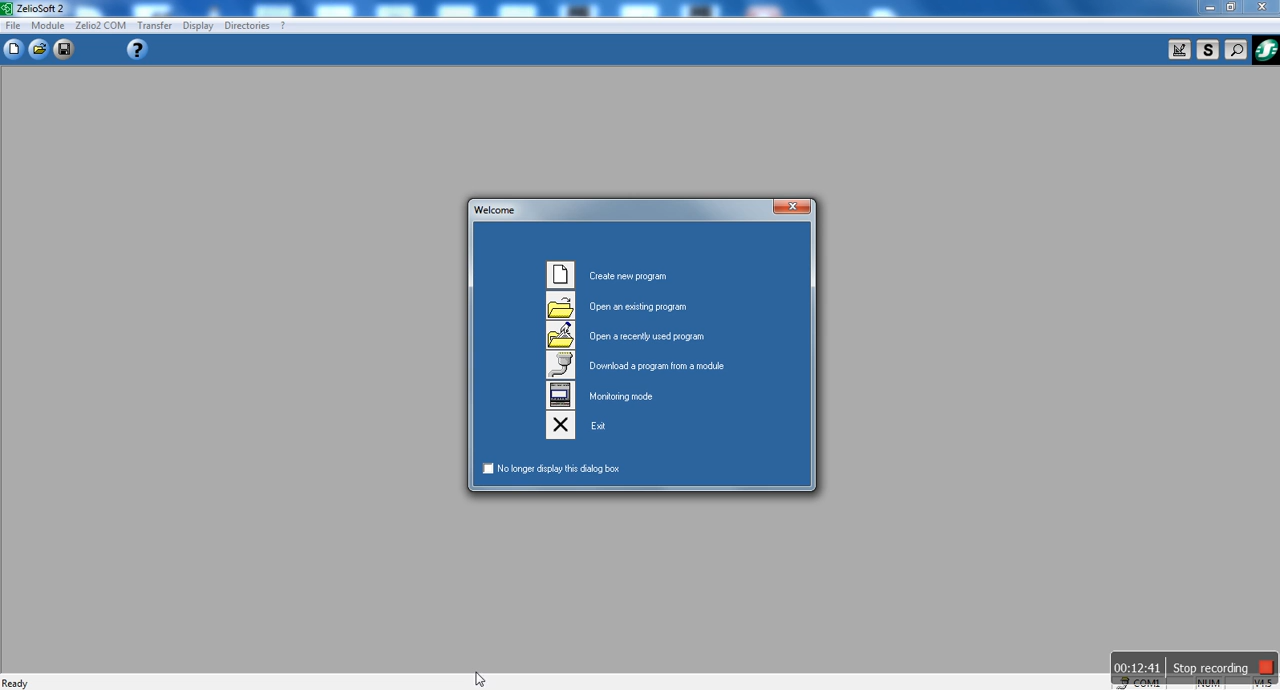 ZelioSoft 2
File Module Zelio2 COM Transfer Display Directories ?
?
S
Welcome
Create new program
Open an existing program
Open a recently used program
Download a program from a module
Monitoring mode
Exit
No longer display this dialog box
00:12:41 Stop recording
Ready
COM1 NUM V4.5